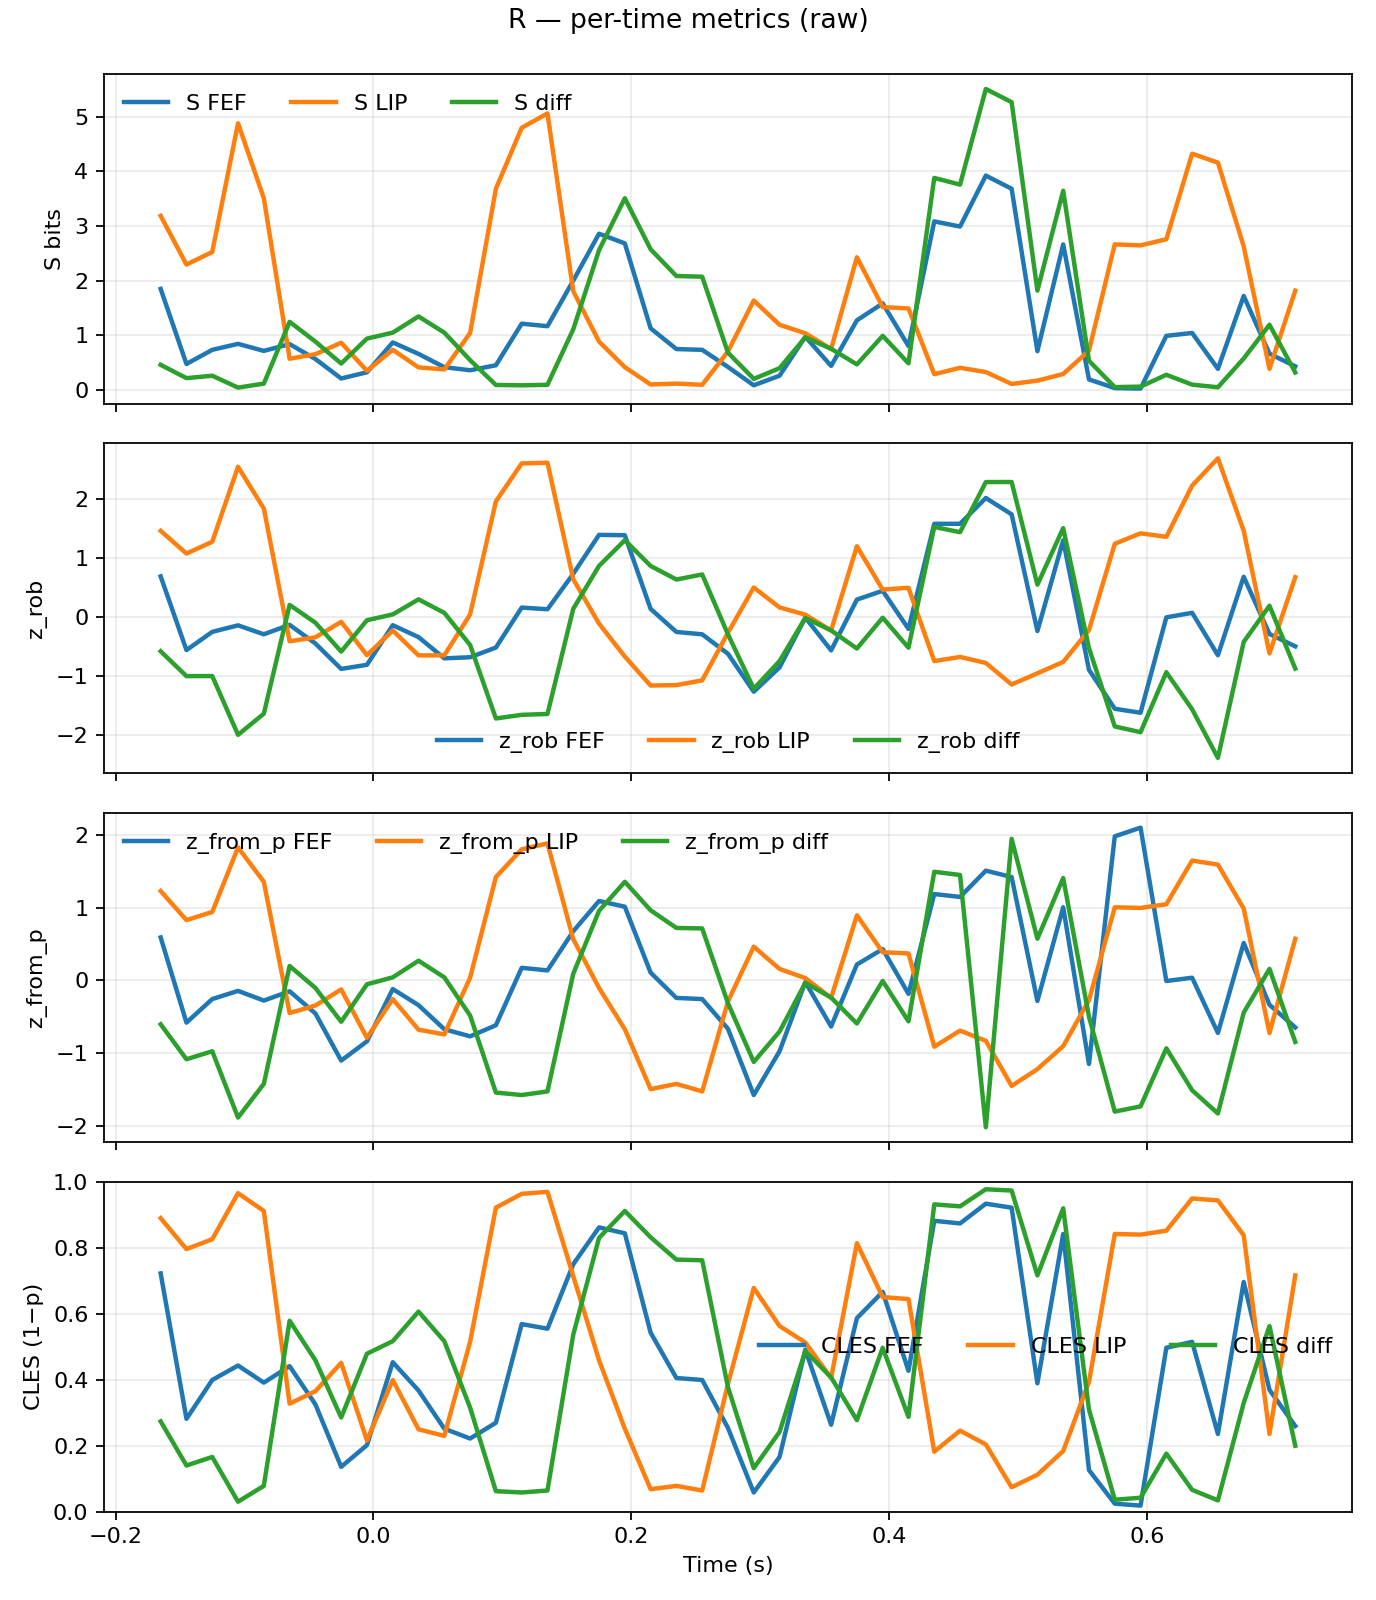 R — per-time metrics (raw)
S FEF S LIP S diff
5
4
3
2
1
0
S bits
2
1
0
−1
−2
z_rob
z_rob FEF z_rob LIP z_rob diff
z_from_p FEF z_from_p LIP z_from_p diff
2
1
0
−1
−2
z_from_p
1.0
0.8
0.6
0.4
0.2
0.0
CLES (1−p)
CLES FEF CLES LIP CLES diff
−0.2 0.0 0.2 0.4 0.6
Time (s)